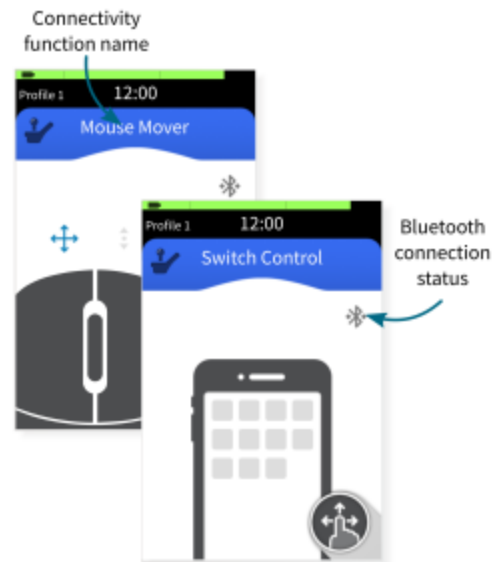 Connectivity
function name
Profile 1 12:00
Mouse Mover
Profile 1 12:00
Switch Control
Bluetooth
connection
status